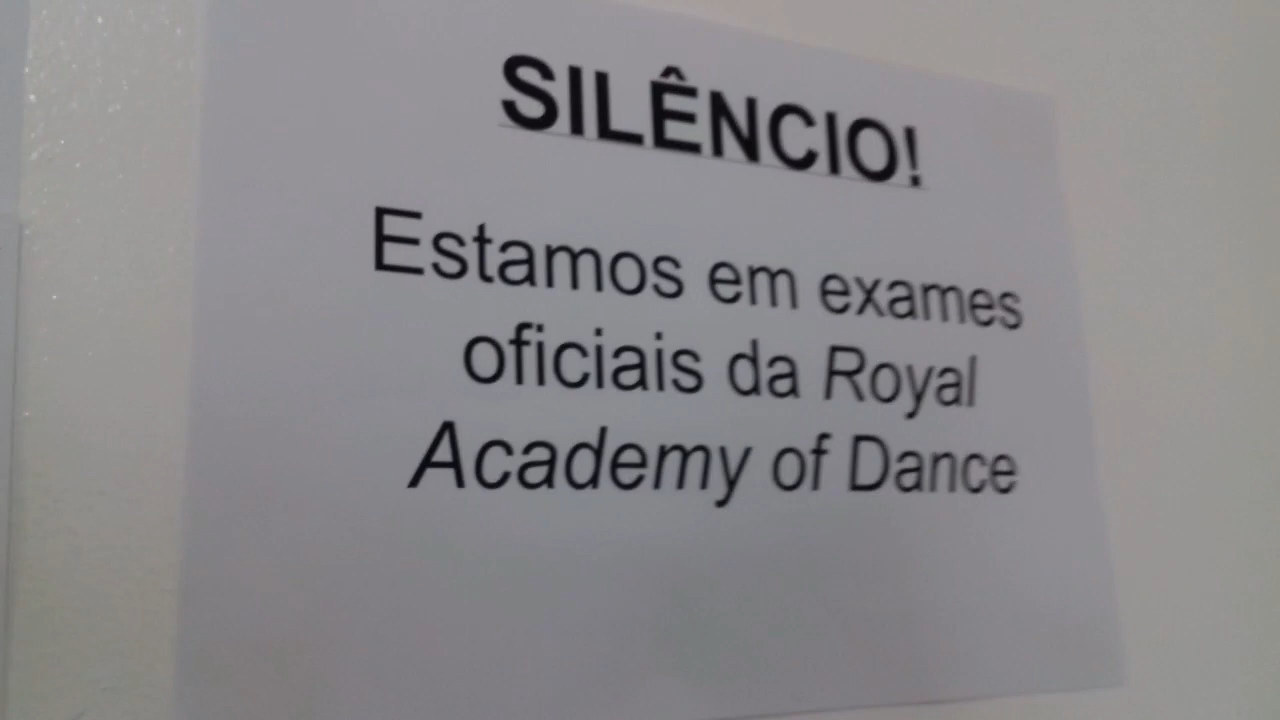 SILÊNCIO!
Estamos em exames
oficiais da Royal
Academy of Dance